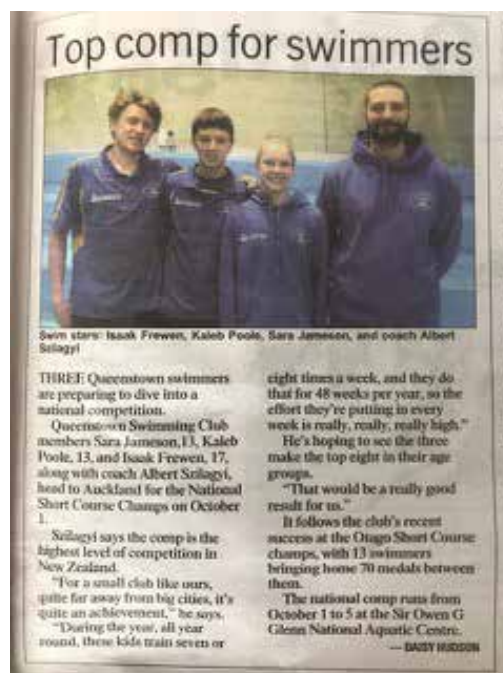 Top comp for swimmers
Swim stars: Isaak Frewen, Kaleb Poole, Sara Jameson, and coach Albert
Szilagyi
THREE Queenstown swimmers
are preparing to dive into a
national competition.
Queenstown Swimming Club
members Sara Jameson,13, Kaleb
Poole, 13, and Isaak Frewen, 17,
along with coach Albert Szilagyi,
head to Auckland for the National
Short Course Champs on October
1.
Szilagyi says the comp is the
highest level of competition in
New Zealand.
"For a small club like ours,
quite far away from big cities, it's
quite an achievement," he says.
"During the year, all year
round, these kids train seven or
eight times a week, and they do
that for 48 weeks per year, so the
effort they're putting in every
week is really, really, really high."
He's hoping to see the three
make the top eight in their age
groups.
"That would be a really good
result for us."
It follows the club's recent
success at the Otago Short Course
champs, with 13 swimmers
bringing home 70 medals between
them.
The national comp runs from
October 1 to 5 at the Sir Owen G
Glenn National Aquatic Centre.
— DAISY HUDSON